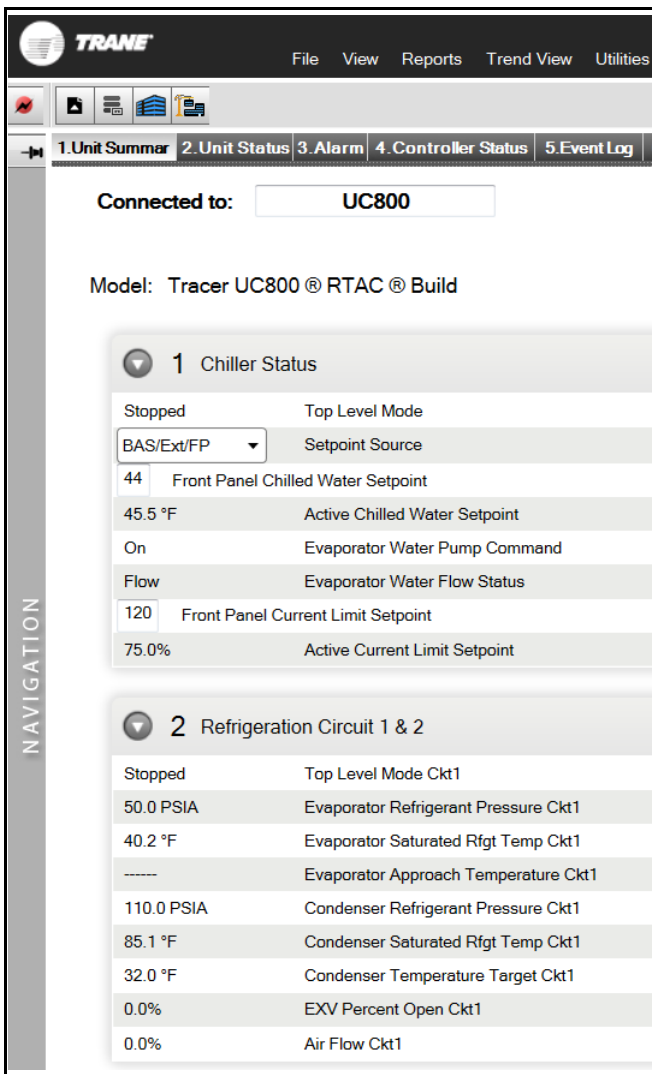 TRANE
File View Reports Trend View Utilities
1.Unit Summar 2.Unit Status 3.Alarm 4.Controller Status 5.Event Log
Connected to: UC800
Model: Tracer UC800 ® RTAC ® Build
1 Chiller Status
Stopped Top Level Mode
BAS/Ext/FP Setpoint Source
44 Front Panel Chilled Water Setpoint
45.5 °F Active Chilled Water Setpoint
On Evaporator Water Pump Command
Flow Evaporator Water Flow Status
120 Front Panel Current Limit Setpoint
75.0% Active Current Limit Setpoint
NAVIGATION
2 Refrigeration Circuit 1 & 2
Stopped Top Level Mode Ckt1
50.0 PSIA Evaporator Refrigerant Pressure Ckt1
40.2 °F Evaporator Saturated Rfgt Temp Ckt1
------ Evaporator Approach Temperature Ckt1
110.0 PSIA Condenser Refrigerant Pressure Ckt1
85.1 °F Condenser Saturated Rfgt Temp Ckt1
32.0 °F Condenser Temperature Target Ckt1
0.0% EXV Percent Open Ckt1
0.0% Air Flow Ckt1